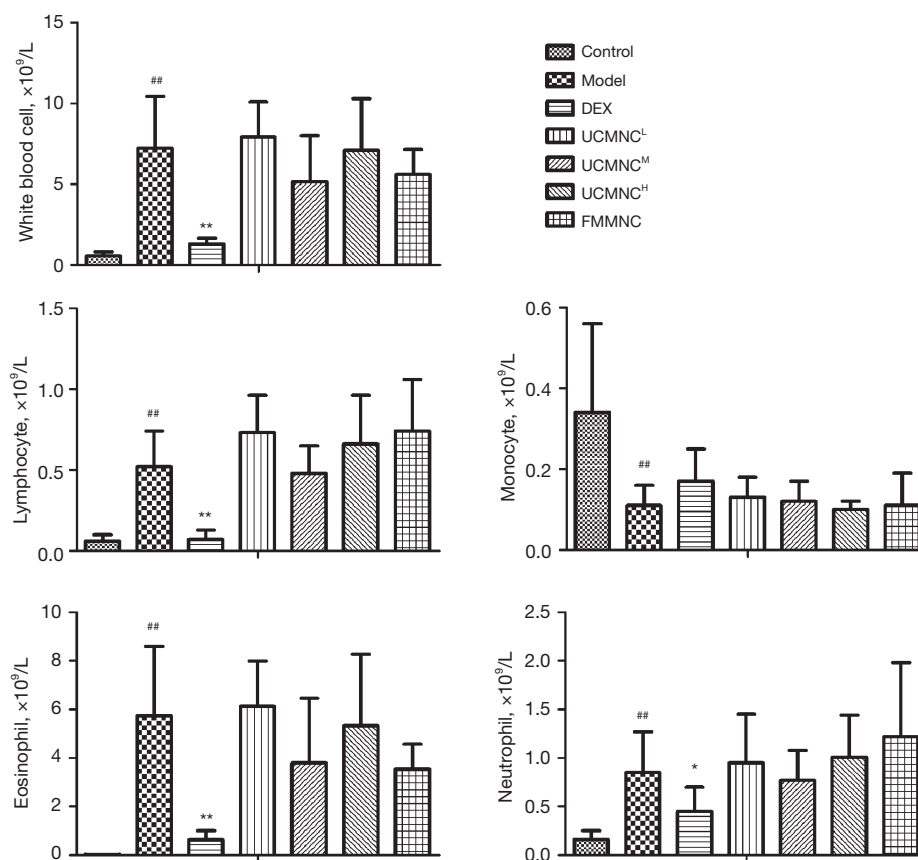 15
10
5
0
White blood cell, ×10⁹/L
##
**
Control
Model
DEX
UCMNCᴸ
UCMNCᴹ
UCMNCᴴ
FMMNC
1.5
1.0
0.5
0.0
Lymphocyte, ×10⁹/L
##
**
0.6
0.4
0.2
0.0
Monocyte, ×10⁹/L
##
10
8
6
4
2
0
Eosinophil, ×10⁹/L
##
**
2.5
2.0
1.5
1.0
0.5
0.0
Neutrophil, ×10⁹/L
##
*